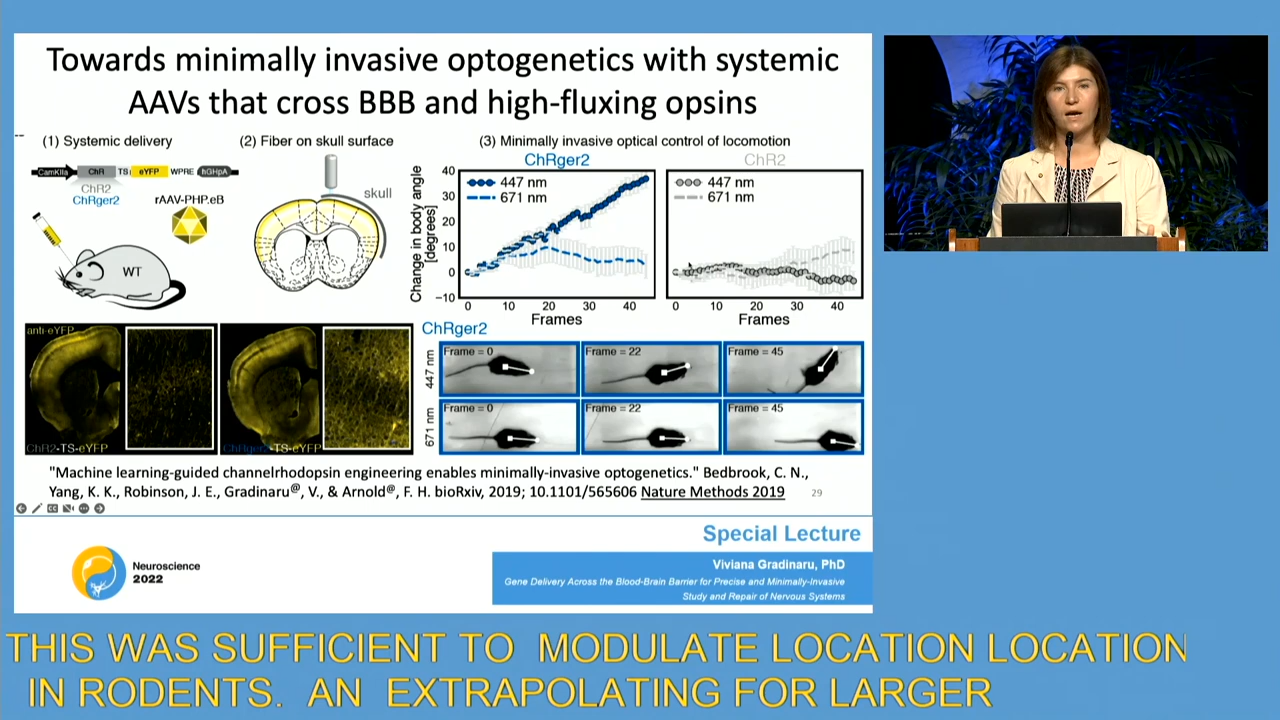 Towards minimally invasive optogenetics with systemic
AAVs that cross BBB and high-fluxing opsins
(1) Systemic delivery
(2) Fiber on skull surface
(3) Minimally invasive optical control of locomotion
CamKIIa
ChR
TS
eYFP
WPRE
hGHpA
ChR2
ChRger2
rAAV-PHP.eB
WT
skull
ChRger2
ChR2
447 nm
671 nm
447 nm
671 nm
Change in body angle
[degrees]
40
30
20
10
0
−10
0 10 20 30 40
Frames
0 10 20 30 40
Frames
anti-eYFP
ChR2-TS-eYFP
ChRger2-TS-eYFP
ChRger2
447 nm
Frame = 0
Frame = 22
Frame = 45
671 nm
Frame = 0
Frame = 22
Frame = 45
"Machine learning-guided channelrhodopsin engineering enables minimally-invasive optogenetics." Bedbrook, C. N.,
Yang, K. K., Robinson, J. E., Gradinaru@, V., & Arnold@, F. H. bioRxiv, 2019; 10.1101/565606 Nature Methods 2019
29
Special Lecture
Neuroscience
2022
Viviana Gradinaru, PhD
Gene Delivery Across the Blood-Brain Barrier for Precise and Minimally-Invasive
Study and Repair of Nervous Systems
THIS WAS SUFFICIENT TO MODULATE LOCATION LOCATION
IN RODENTS. AN EXTRAPOLATING FOR LARGER